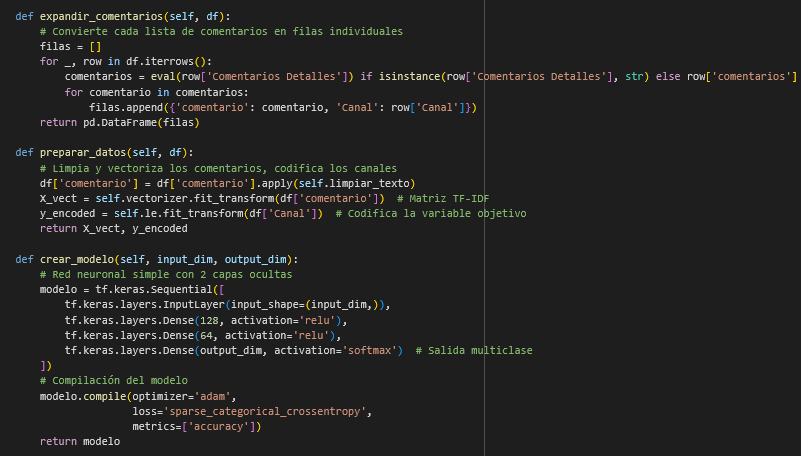 def expandir_comentarios(self, df):
    # Convierte cada lista de comentarios en filas individuales
    filas = []
    for _, row in df.iterrows():
        comentarios = eval(row['Comentarios Detalles']) if isinstance(row['Comentarios Detalles'], str) else row['comentarios']
        for comentario in comentarios:
            filas.append({'comentario': comentario, 'Canal': row['Canal']})
    return pd.DataFrame(filas)

def preparar_datos(self, df):
    # Limpia y vectoriza los comentarios, codifica los canales
    df['comentario'] = df['comentario'].apply(self.limpiar_texto)
    X_vect = self.vectorizer.fit_transform(df['comentario'])  # Matriz TF-IDF
    y_encoded = self.le.fit_transform(df['Canal'])  # Codifica la variable objetivo
    return X_vect, y_encoded

def crear_modelo(self, input_dim, output_dim):
    # Red neuronal simple con 2 capas ocultas
    modelo = tf.keras.Sequential([
        tf.keras.layers.InputLayer(input_shape=(input_dim,)),
        tf.keras.layers.Dense(128, activation='relu'),
        tf.keras.layers.Dense(64, activation='relu'),
        tf.keras.layers.Dense(output_dim, activation='softmax')  # Salida multiclase
    ])
    # Compilación del modelo
    modelo.compile(optimizer='adam',
                   loss='sparse_categorical_crossentropy',
                   metrics=['accuracy'])
    return modelo